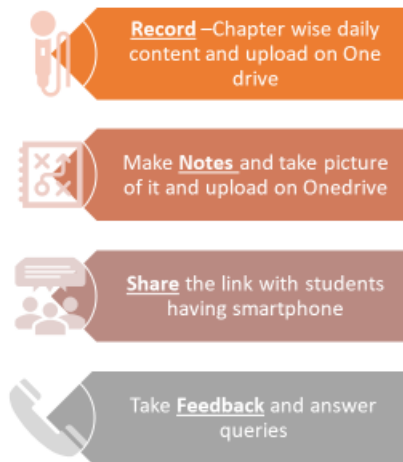 Record –Chapter wise daily
content and upload on One
drive
Make Notes and take picture
of it and upload on Onedrive
Share the link with students
having smartphone
Take Feedback and answer
queries